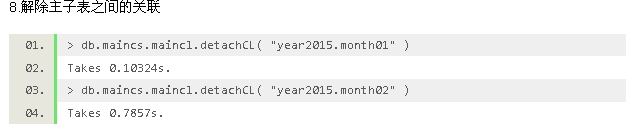 8.解除主子表之间的关联
01. > db.maincs.maincl.detachCL( "year2015.month01" )
02. Takes 0.10324s.
03. > db.maincs.maincl.detachCL( "year2015.month02" )
04. Takes 0.7857s.